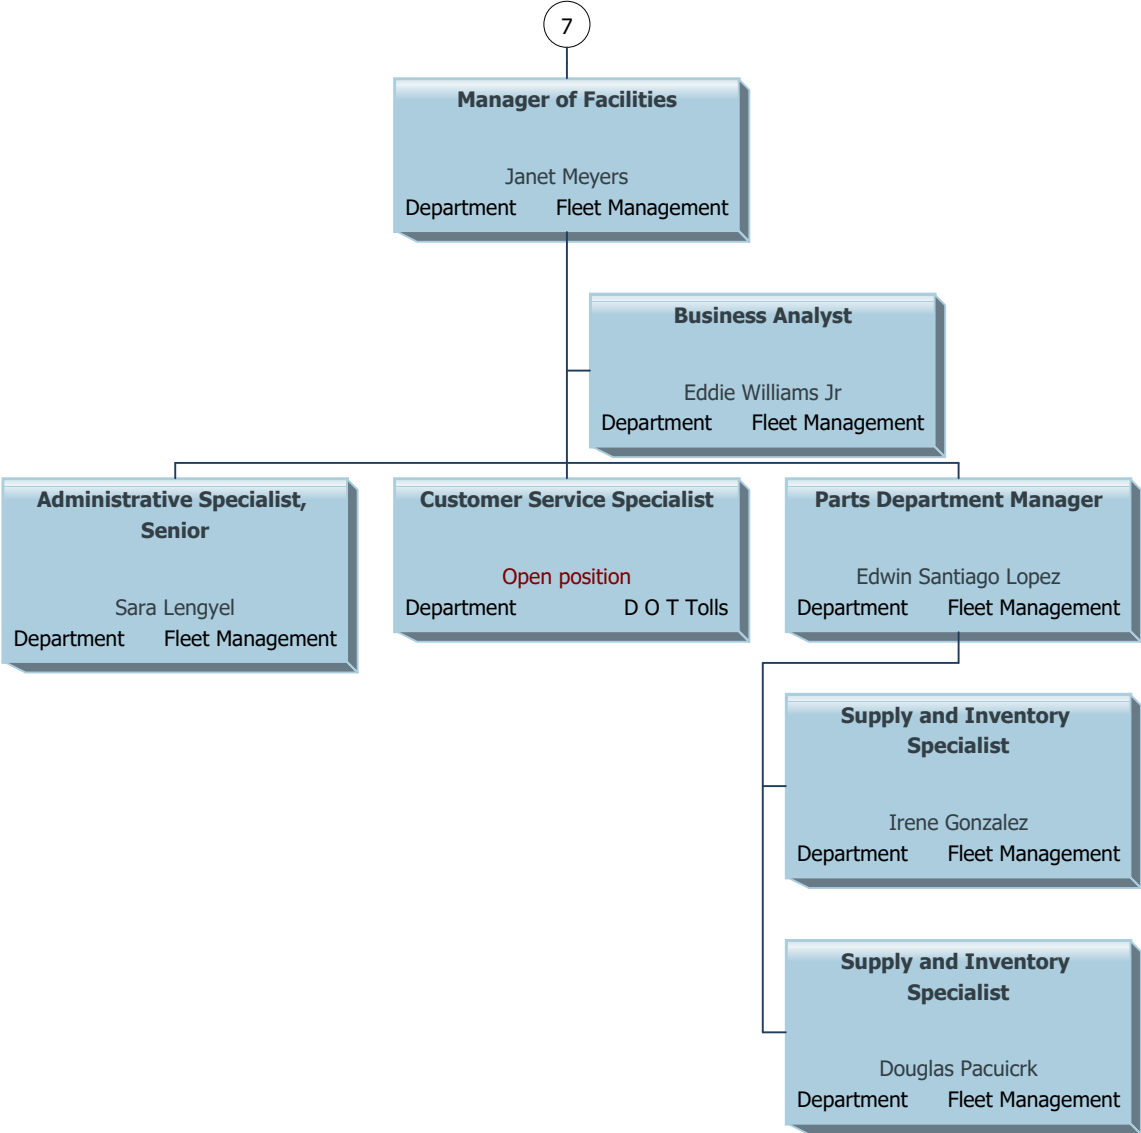 7
Manager of Facilities
Janet Meyers
Department Fleet Management
Business Analyst
Eddie Williams Jr
Department Fleet Management
Administrative Specialist,
Senior
Sara Lengyel
Department Fleet Management
Customer Service Specialist
Open position
Department D O T Tolls
Parts Department Manager
Edwin Santiago Lopez
Department Fleet Management
Supply and Inventory
Specialist
Irene Gonzalez
Department Fleet Management
Supply and Inventory
Specialist
Douglas Pacuicrk
Department Fleet Management